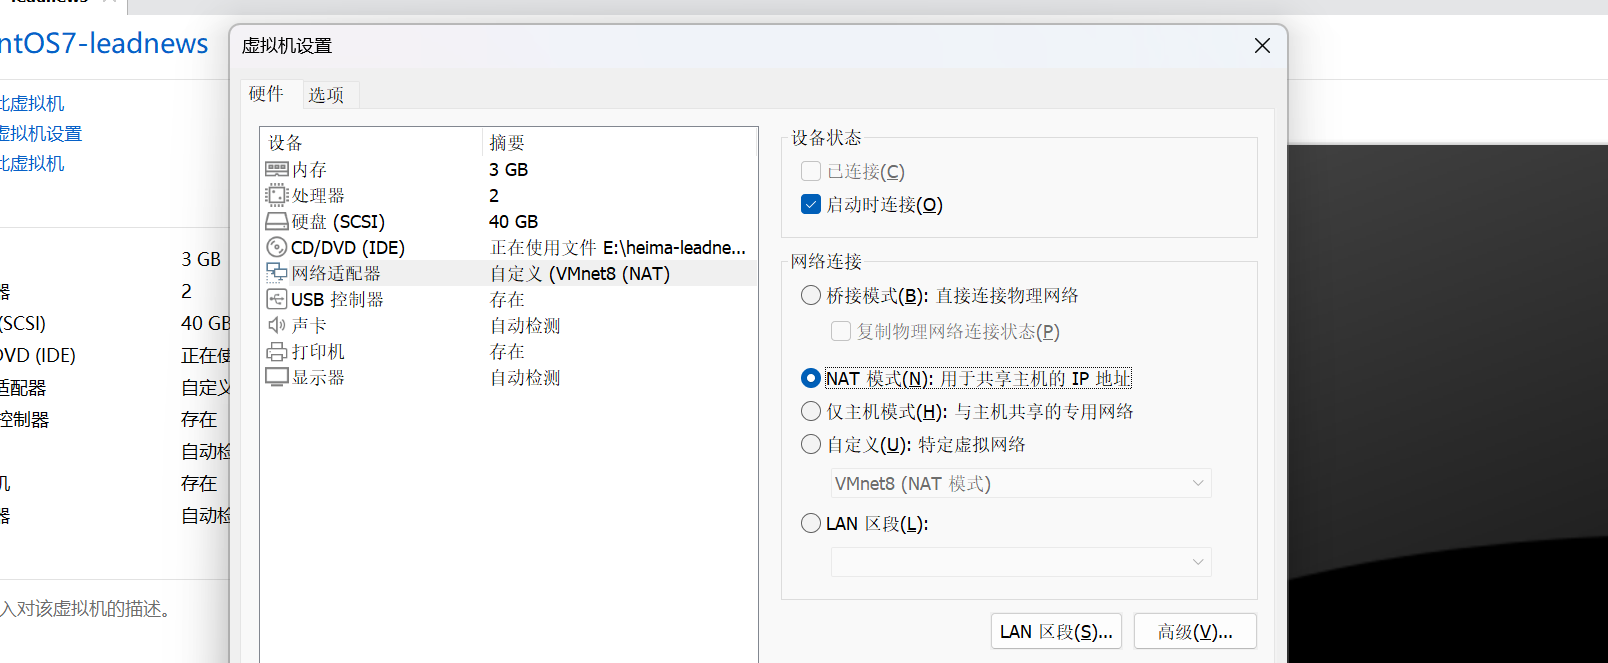 leadnews
ntOS7-leadnews
此虚拟机
虚拟机设置
此虚拟机
3 GB
器
2
(SCSI)
40 GB
DVD (IDE)
正在使
适配器
自定义
控制器
存在
自动检
机
存在
器
自动检
入对该虚拟机的描述。
虚拟机设置
硬件 选项
设备 摘要
内存 3 GB
处理器 2
硬盘 (SCSI) 40 GB
CD/DVD (IDE) 正在使用文件 E:\heima-leadne...
网络适配器 自定义 (VMnet8 (NAT)
USB 控制器 存在
声卡 自动检测
打印机 存在
显示器 自动检测
设备状态
已连接(C)
启动时连接(O)
网络连接
桥接模式(B): 直接连接物理网络
复制物理网络连接状态(P)
NAT 模式(N): 用于共享主机的 IP 地址
仅主机模式(H): 与主机共享的专用网络
自定义(U): 特定虚拟网络
VMnet8 (NAT 模式)
LAN 区段(L):
LAN 区段(S)... 高级(V)...